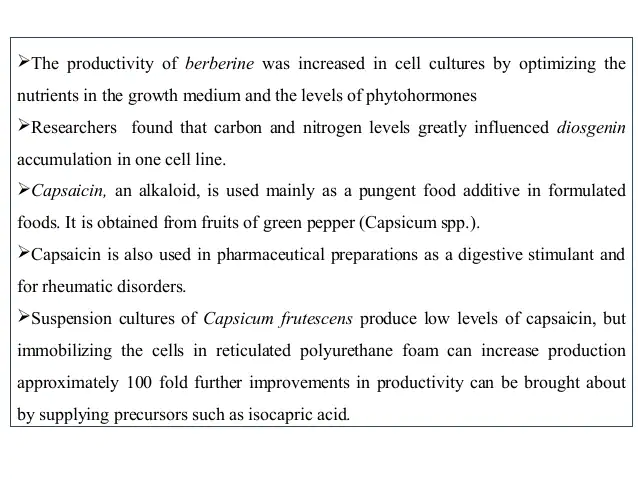 ➢The productivity of berberine was increased in cell cultures by optimizing the
nutrients in the growth medium and the levels of phytohormones
➢Researchers found that carbon and nitrogen levels greatly influenced diosgenin
accumulation in one cell line.
➢Capsaicin, an alkaloid, is used mainly as a pungent food additive in formulated
foods. It is obtained from fruits of green pepper (Capsicum spp.).
➢Capsaicin is also used in pharmaceutical preparations as a digestive stimulant and
for rheumatic disorders.
➢Suspension cultures of Capsicum frutescens produce low levels of capsaicin, but
immobilizing the cells in reticulated polyurethane foam can increase production
approximately 100 fold further improvements in productivity can be brought about
by supplying precursors such as isocapric acid.